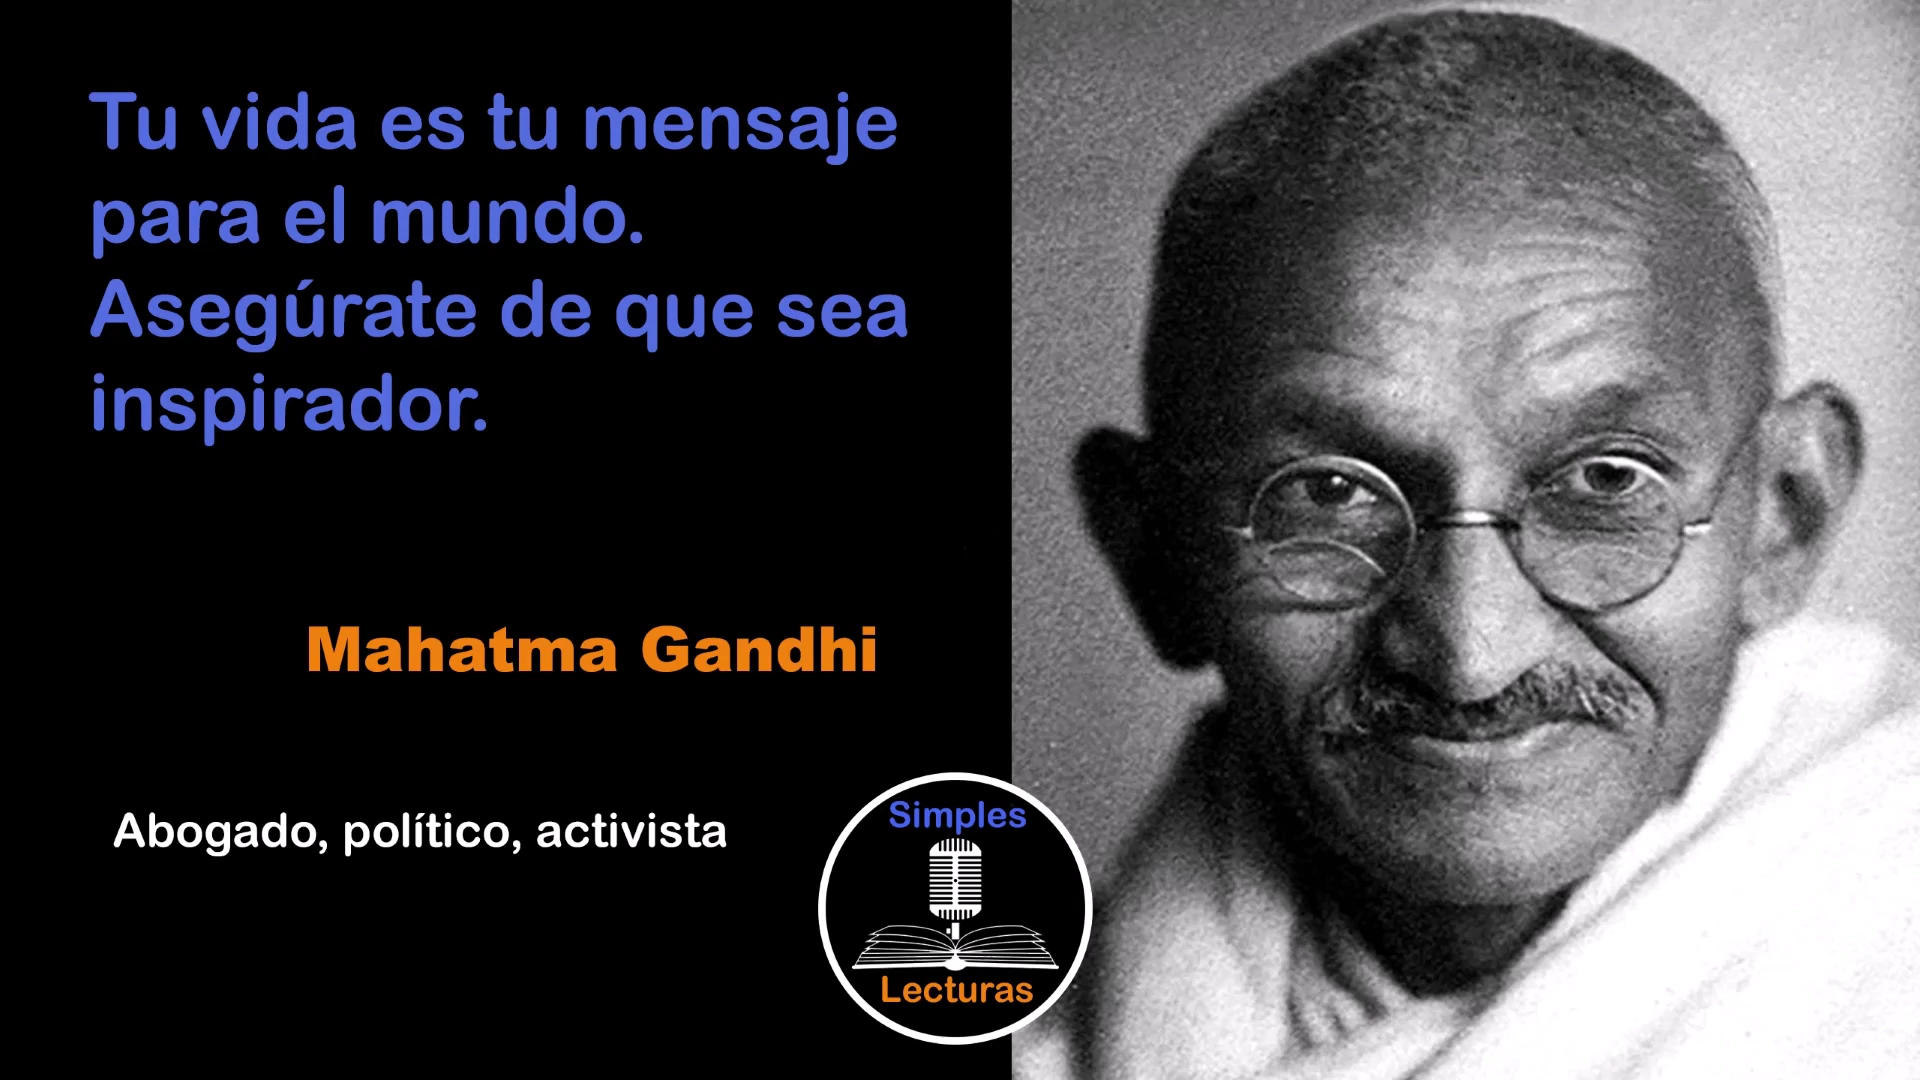 Tu vida es tu mensaje
para el mundo.
Asegúrate de que sea
inspirador.
Mahatma Gandhi
Abogado, político, activista
Simples
Lecturas